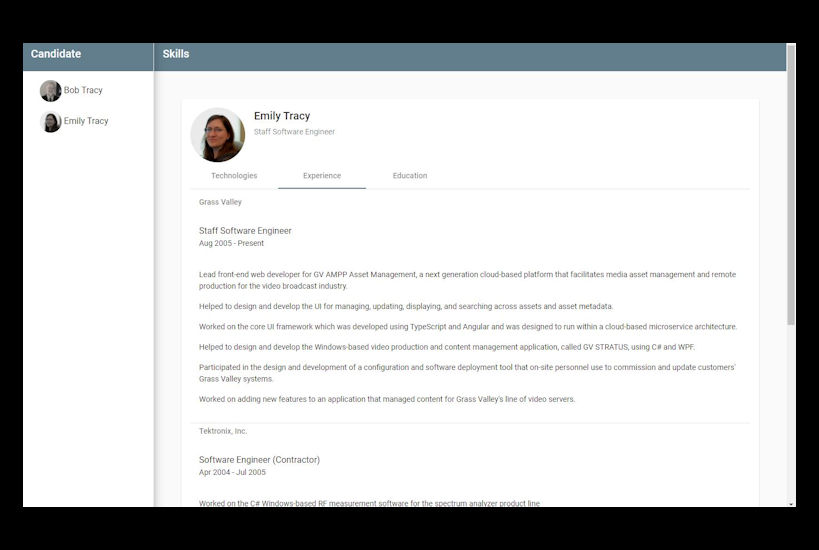 Candidate
Skills
Bob Tracy
Emily Tracy
Emily Tracy
Staff Software Engineer
Technologies
Experience
Education
Grass Valley
Staff Software Engineer
Aug 2005 - Present
Lead front-end web developer for GV AMPP Asset Management, a next generation cloud-based platform that facilitates media asset management and remote
production for the video broadcast industry.
Helped to design and develop the UI for managing, updating, displaying, and searching across assets and asset metadata.
Worked on the core UI framework which was developed using TypeScript and Angular and was designed to run within a cloud-based microservice architecture.
Helped to design and develop the Windows-based video production and content management application, called GV STRATUS, using C# and WPF.
Participated in the design and development of a configuration and software deployment tool that on-site personnel use to commission and update customers'
Grass Valley systems.
Worked on adding new features to an application that managed content for Grass Valley's line of video servers.
Tektronix, Inc.
Software Engineer (Contractor)
Apr 2004 - Jul 2005
Worked on the C# Windows-based RF measurement software for the spectrum analyzer product line